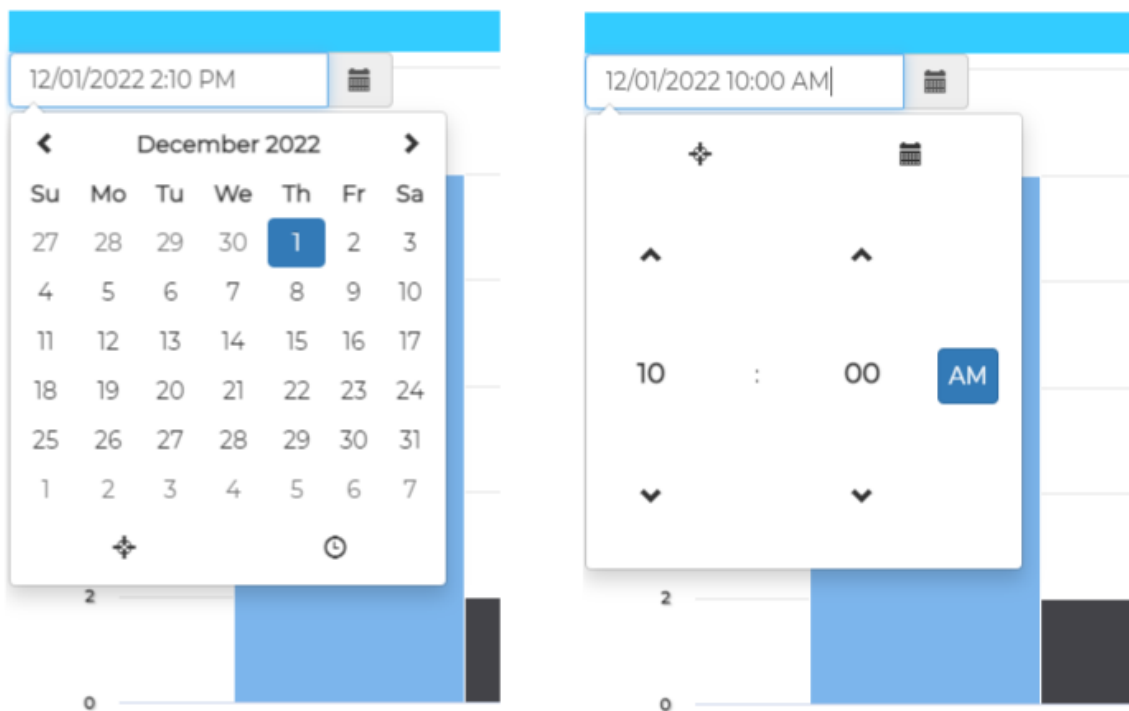 12/01/2022 2:10 PM
December 2022
Su Mo Tu We Th Fr Sa
27 28 29 30 1 2 3
4 5 6 7 8 9 10
11 12 13 14 15 16 17
18 19 20 21 22 23 24
25 26 27 28 29 30 31
1 2 3 4 5 6 7
2
0
12/01/2022 10:00 AM
10 : 00 AM
2
0